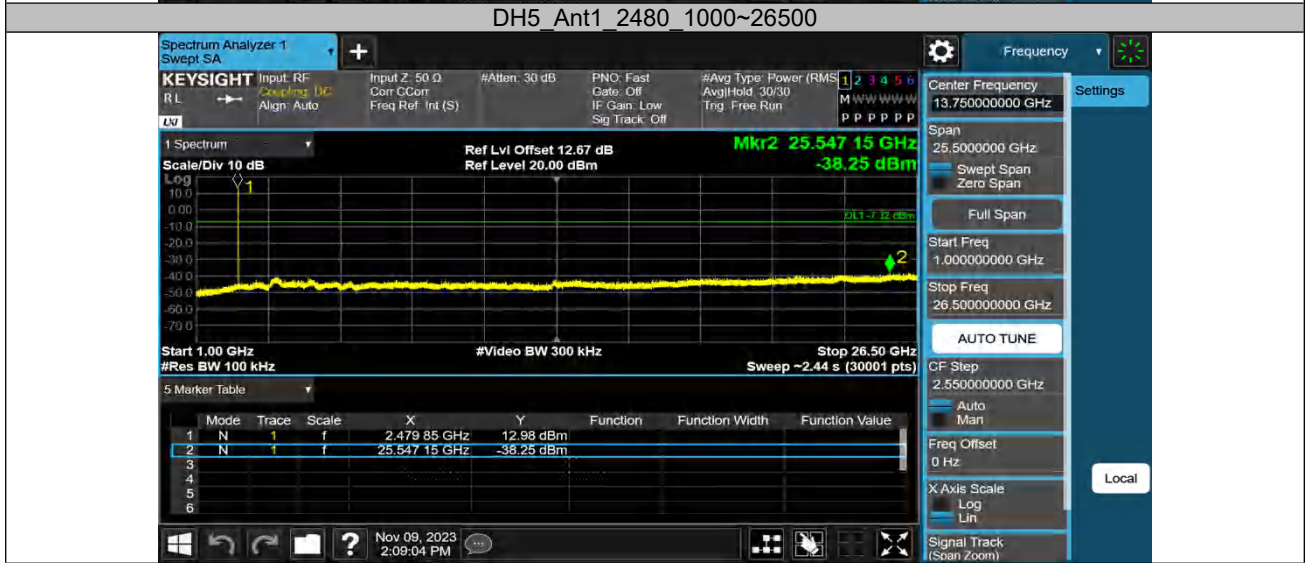 DH5_Ant1_2480_1000~26500
Spectrum Analyzer 1
Swept SA
+
Frequency
KEYSIGHT
RL
LXI
Input: RF
Coupling: DC
Align: Auto
Input Z: 50 Ω
Corr CCorr
Freq Ref: Int (S)
#Atten: 30 dB
PNO: Fast
Gate: Off
IF Gain: Low
Sig Track: Off
#Avg Type: Power (RMS
Avg|Hold: 30/30
Trig: Free Run
1 2 3 4 5 6
M W W W W W
P P P P P P
Center Frequency
13.750000000 GHz
Settings
1 Spectrum
Scale/Div 10 dB
Ref Lvl Offset 12.67 dB
Ref Level 20.00 dBm
Mkr2 25.547 15 GHz
-38.25 dBm
Span
25.5000000 GHz
Swept Span
Zero Span
Log
10.0
0.00
-10.0
-20.0
-30.0
-40.0
-50.0
-60.0
-70.0
1
DL1 -7.32 dBm
2
Full Span
Start Freq
1.000000000 GHz
Stop Freq
26.500000000 GHz
AUTO TUNE
Start 1.00 GHz
#Res BW 100 kHz
#Video BW 300 kHz
Stop 26.50 GHz
Sweep ~2.44 s (30001 pts)
CF Step
2.550000000 GHz
Auto
Man
5 Marker Table
Mode Trace Scale X Y Function Function Width Function Value
1 N 1 f 2.479 85 GHz 12.98 dBm
2 N 1 f 25.547 15 GHz -38.25 dBm
3
4
5
6
Freq Offset
0 Hz
X Axis Scale
Log
Lin
Local
Signal Track
(Span Zoom)
?
Nov 09, 2023
2:09:04 PM